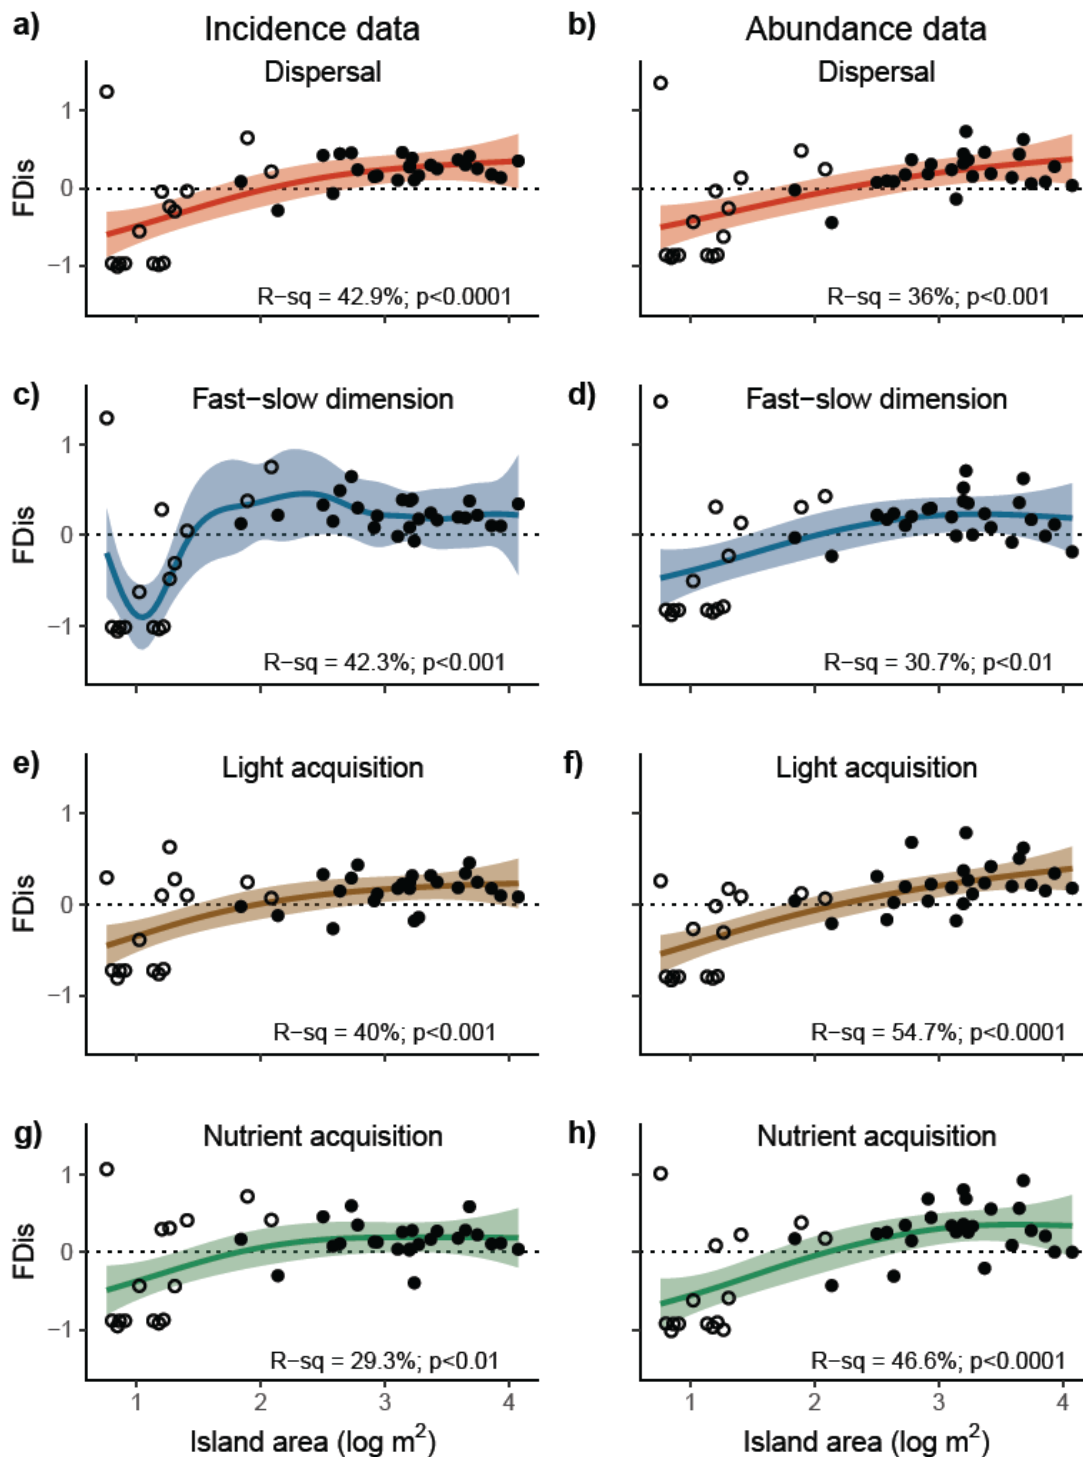 a) Incidence data b) Abundance data
Dispersal Dispersal
FDis
1
0
−1
R−sq = 42.9%; p<0.0001 R−sq = 36%; p<0.001
c) Fast−slow dimension d) Fast−slow dimension
FDis
1
0
−1
R−sq = 42.3%; p<0.001 R−sq = 30.7%; p<0.01
e) Light acquisition f) Light acquisition
FDis
1
0
−1
R−sq = 40%; p<0.001 R−sq = 54.7%; p<0.0001
g) Nutrient acquisition h) Nutrient acquisition
FDis
1
0
−1
R−sq = 29.3%; p<0.01 R−sq = 46.6%; p<0.0001
1 2 3 4 1 2 3 4
Island area (log m²) Island area (log m²)